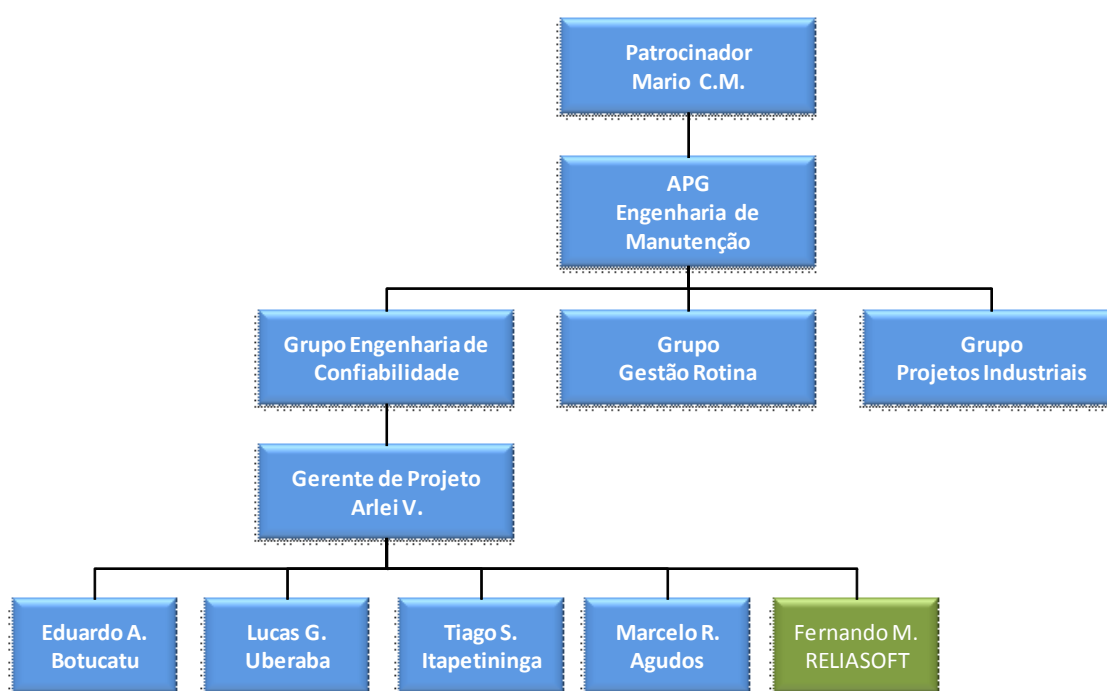 Patrocinador
Mario C.M.
APG
Engenharia de
Manutenção
Grupo Engenharia de
Confiabilidade
Grupo
Gestão Rotina
Grupo
Projetos Industriais
Gerente de Projeto
Arlei V.
Eduardo A.
Botucatu
Lucas G.
Uberaba
Tiago S.
Itapetininga
Marcelo R.
Agudos
Fernando M.
RELIASOFT